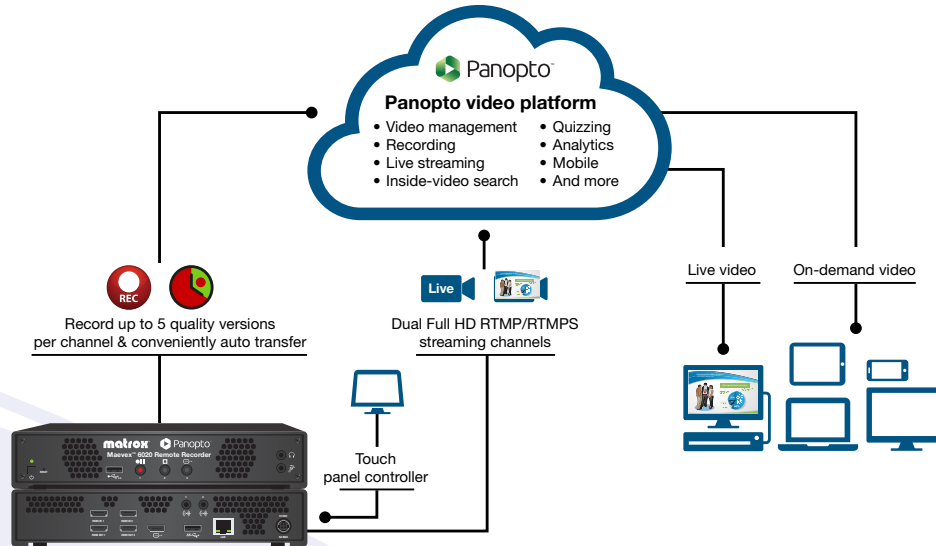 Panopto™
Panopto video platform
• Video management
• Recording
• Live streaming
• Inside-video search
• Quizzing
• Analytics
• Mobile
• And more
REC
Record up to 5 quality versions
per channel & conveniently auto transfer
Live
Dual Full HD RTMP/RTMPS
streaming channels
Live video
On-demand video
Touch
panel controller
matrox Panopto
Maevex™ 6020 Remote Recorder